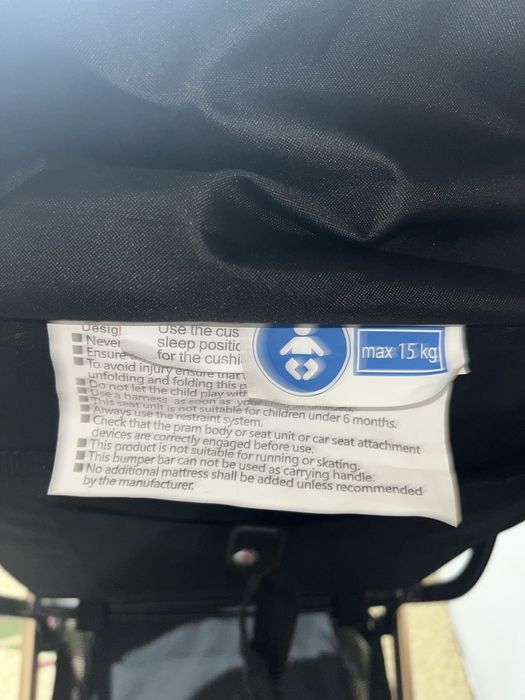 Use the cus
sleep positic
for the cushi
max 15 kg
Desig
Never
Ensure
To avoid injury ensure that
unfolding and folding this p
Do not let the child play with
Use a harness as soon as your child
This seat unit is not suitable for children under 6 months.
Always use the restraint system.
Check that the pram body or seat unit or car seat attachment
devices are correctly engaged before use.
This product is not suitable for running or skating.
This bumper bar can not be used as carrying handle.
No additional mattress shall be added unless recommended
by the manufacturer.